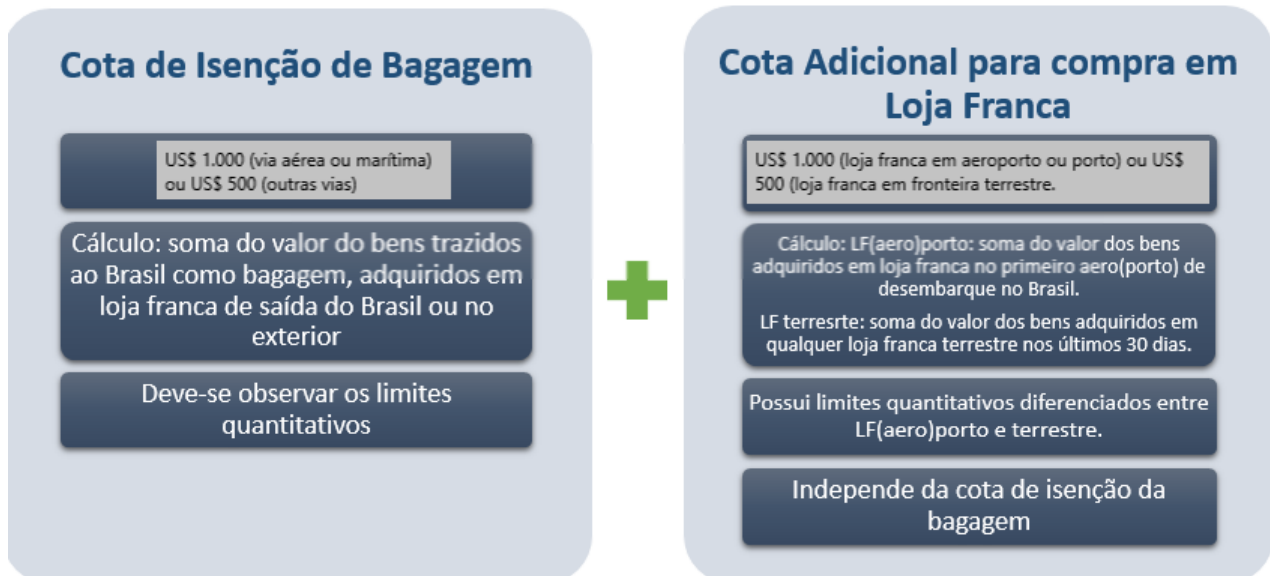 Cota de Isenção de Bagagem
US$ 1.000 (via aérea ou marítima)
ou US$ 500 (outras vias)
Cálculo: soma do valor do bens trazidos
ao Brasil como bagagem, adquiridos em
loja franca de saída do Brasil ou no
exterior
Deve-se observar os limites
quantitativos
Cota Adicional para compra em
Loja Franca
US$ 1.000 (loja franca em aeroporto ou porto) ou US$
500 (loja franca em fronteira terrestre.
Cálculo: LF(aero)porto: soma do valor dos bens
adquiridos em loja franca no primeiro aero(porto) de
desembarque no Brasil.
LF terresrte: soma do valor dos bens adquiridos em
qualquer loja franca terrestre nos últimos 30 dias.
Possui limites quantitativos diferenciados entre
LF(aero)porto e terrestre.
Independe da cota de isenção da
bagagem